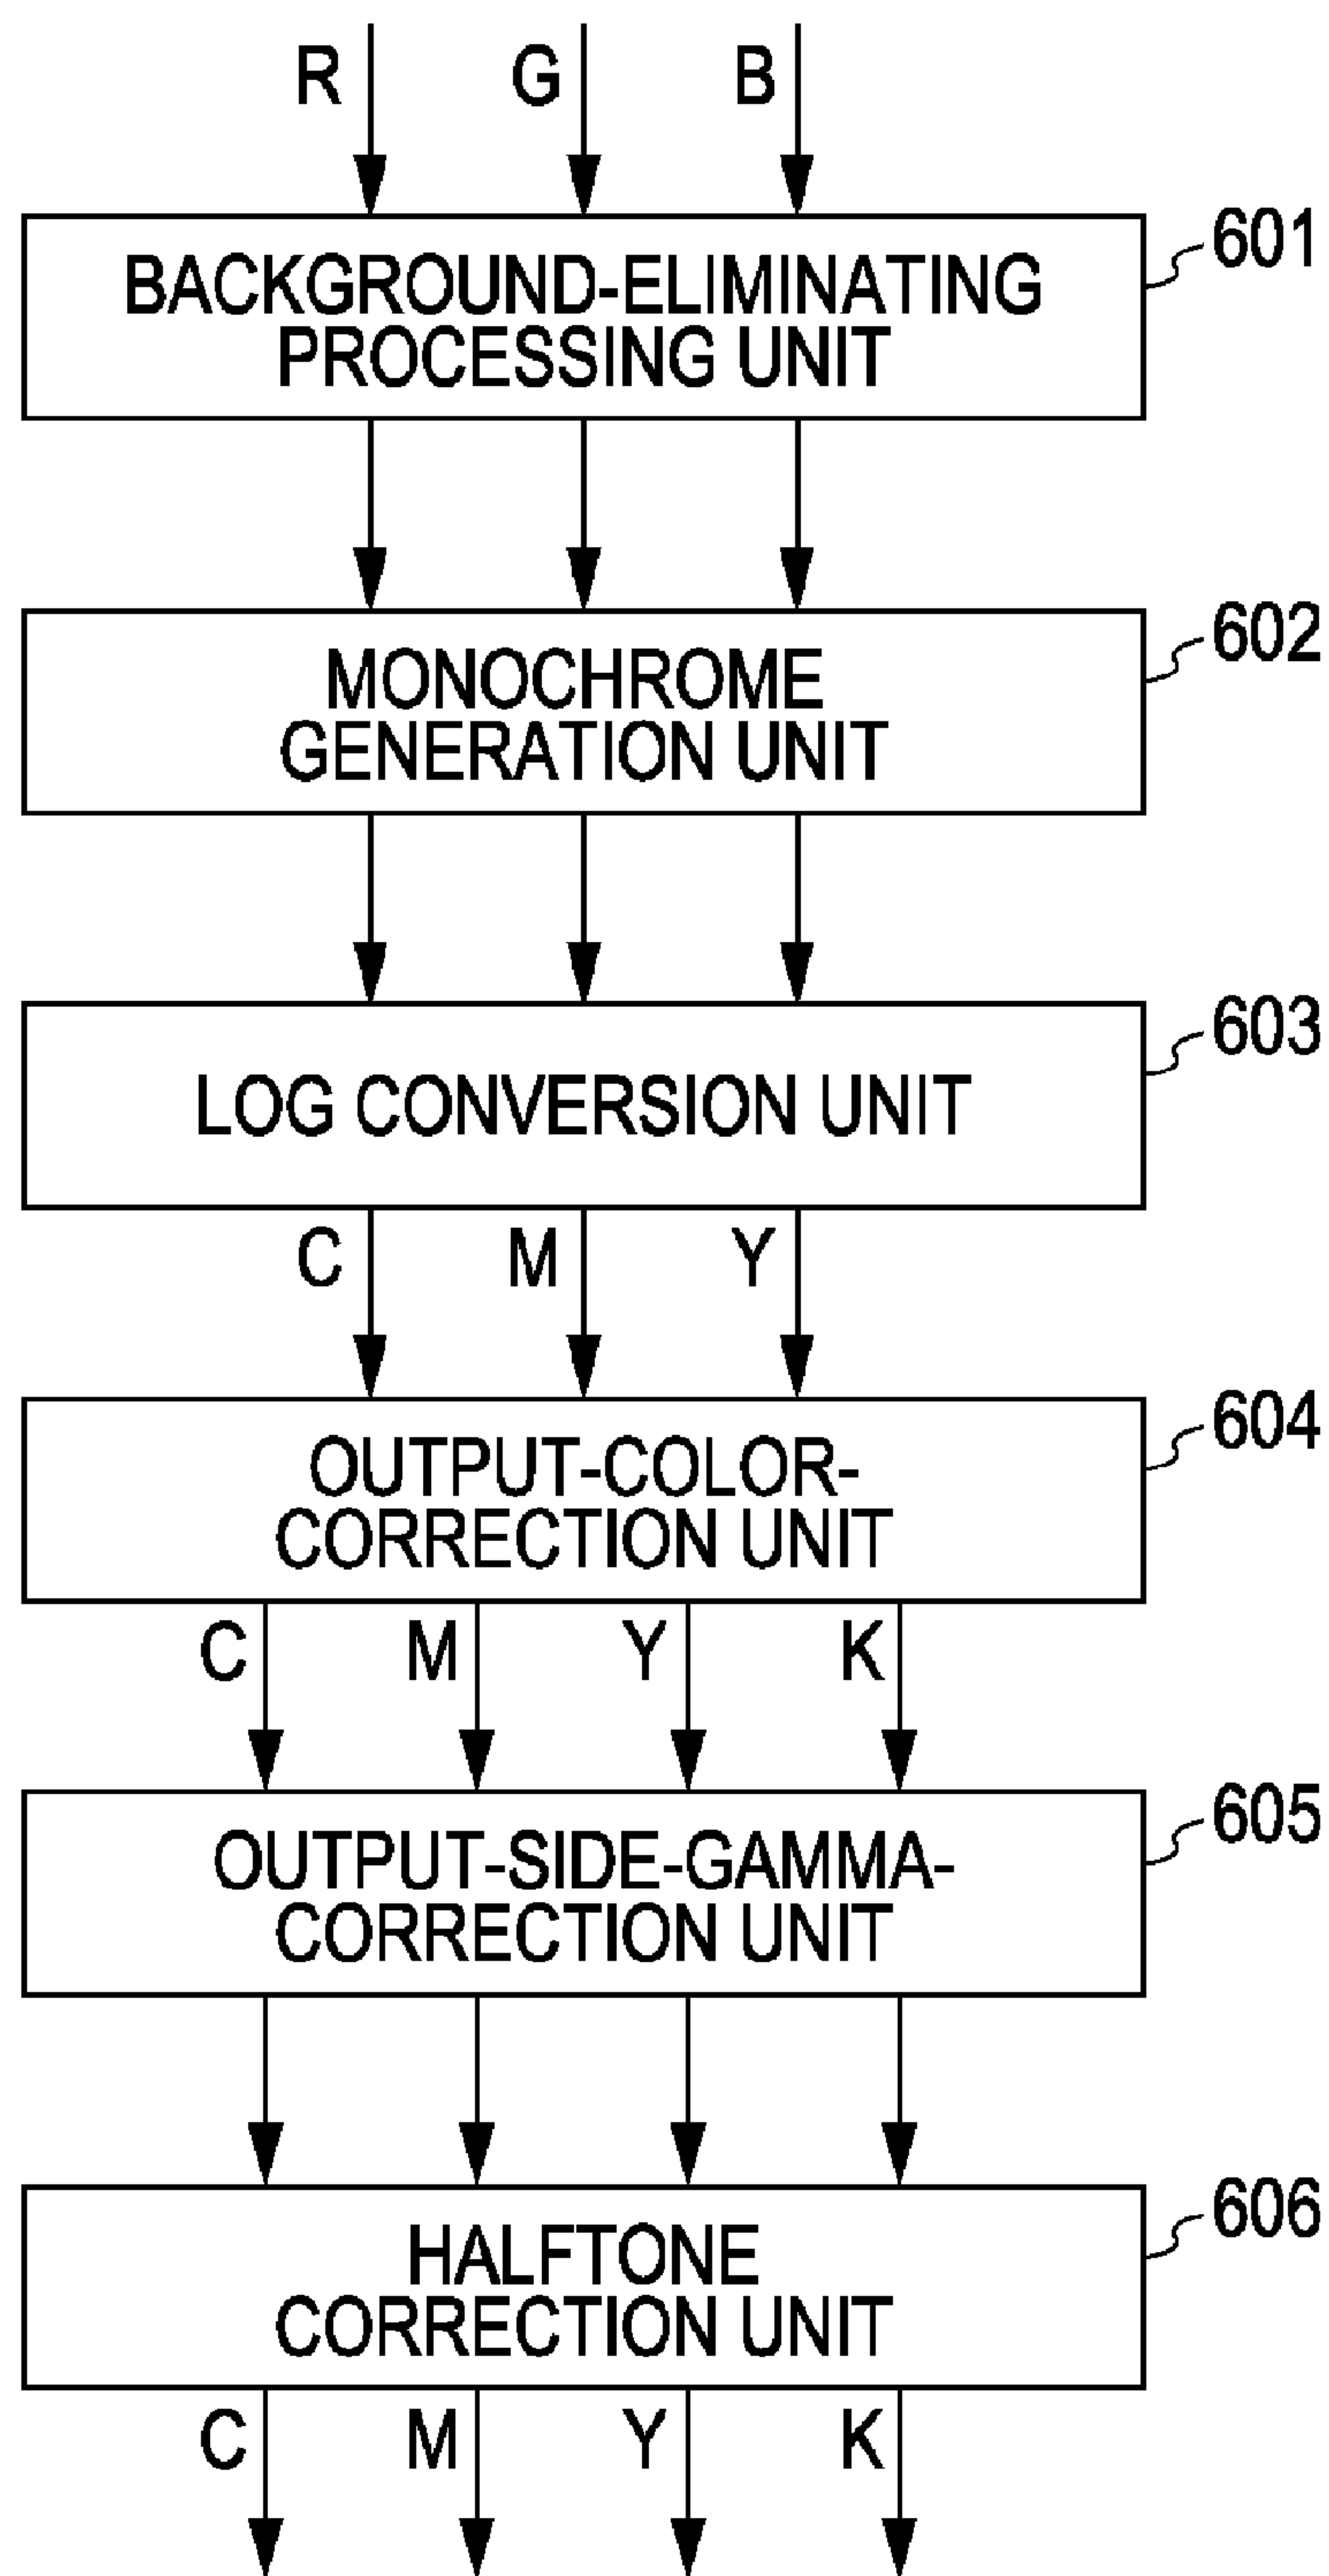 R G B
601
BACKGROUND-ELIMINATING
PROCESSING UNIT
602
MONOCHROME
GENERATION UNIT
603
LOG CONVERSION UNIT
C M Y
604
OUTPUT-COLOR-
CORRECTION UNIT
C M Y K
605
OUTPUT-SIDE-GAMMA-
CORRECTION UNIT
606
HALFTONE
CORRECTION UNIT
C M Y K